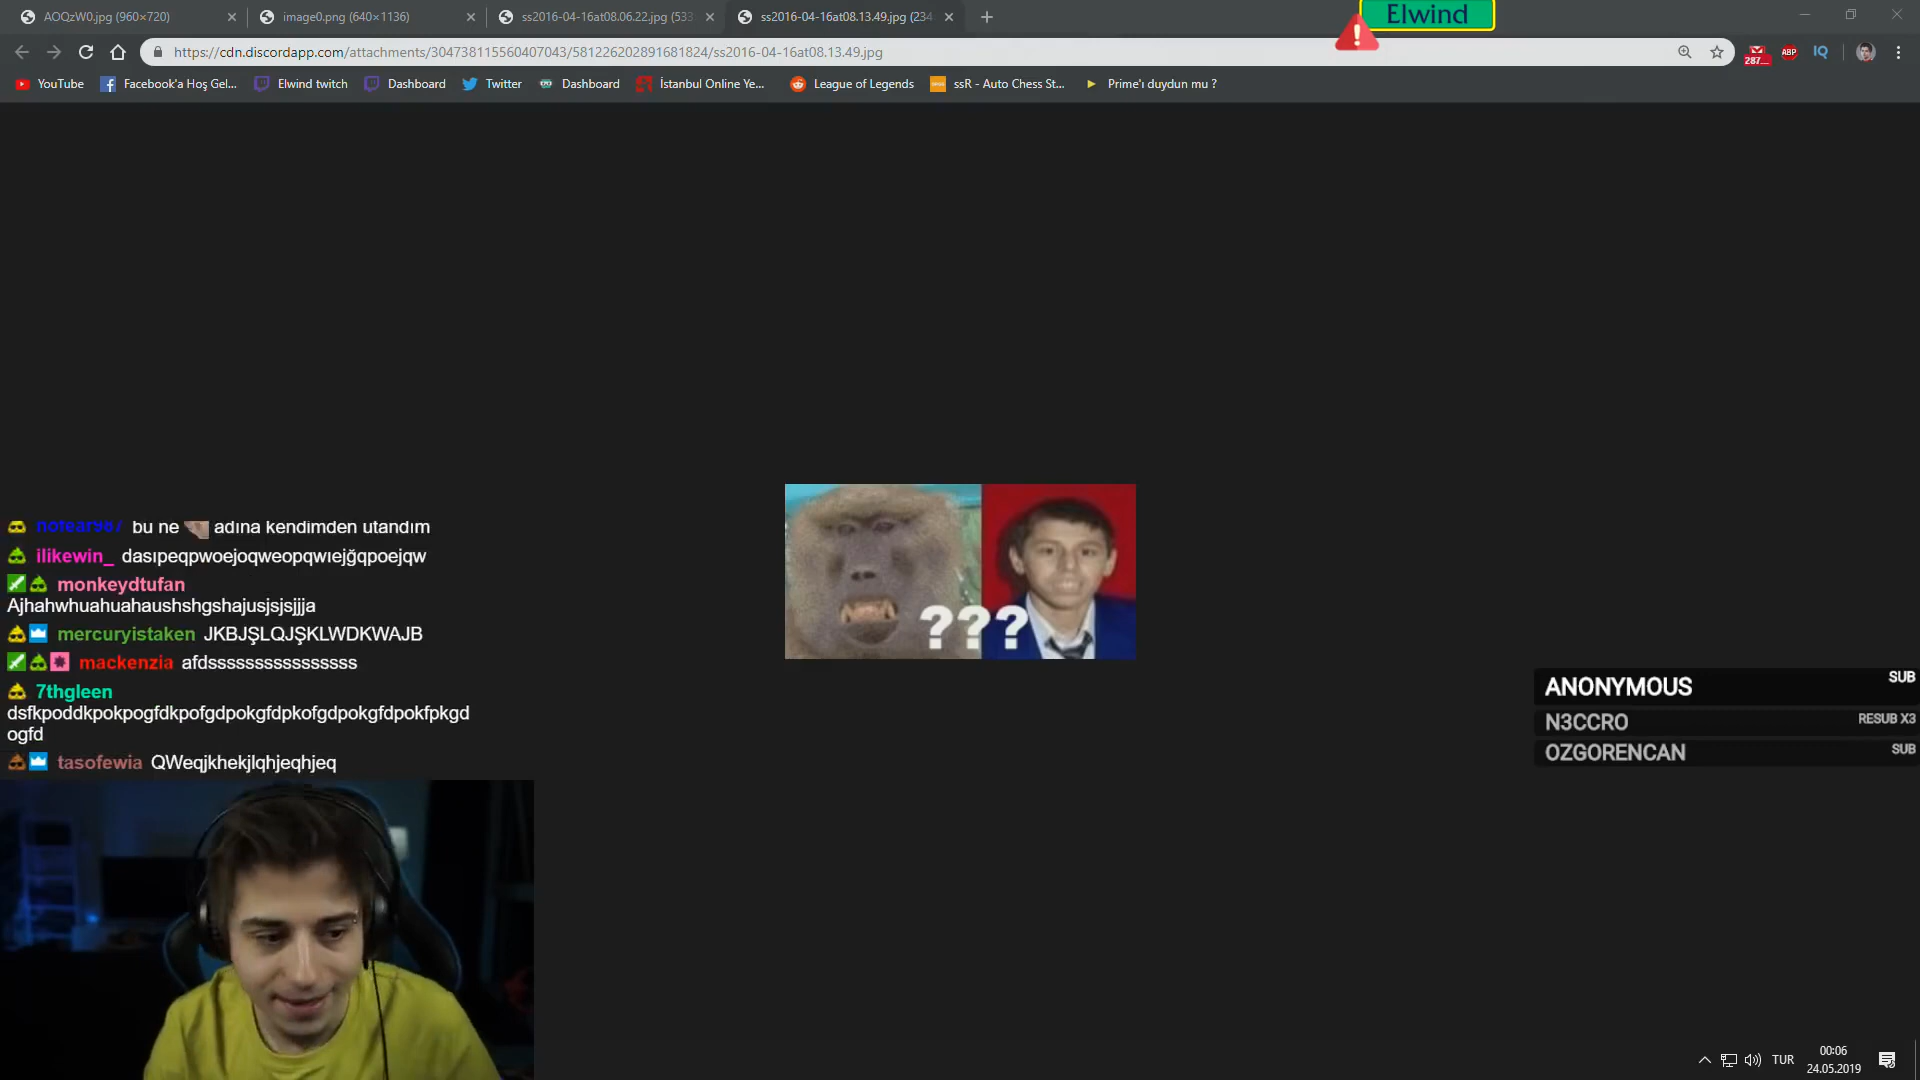 AOQzW0.jpg (960×720)
image0.png (640×1136)
ss2016-04-16at08.06.22.jpg (533
ss2016-04-16at08.13.49.jpg (234
Elwind
https://cdn.discordapp.com/attachments/304738115560407043/581226202891681824/ss2016-04-16at08.13.49.jpg
287...
ABP
IQ
YouTube
Facebook'a Hoş Gel...
Elwind twitch
Dashboard
Twitter
Dashboard
İstanbul Online Ye...
League of Legends
ssR - Auto Chess St...
Prime'ı duydun mu ?
???
notear987 bu ne adına kendimden utandım
ilikewin_ dasıpeqpwoejoqweopqwıejğqpoejqw
monkeydtufan
Ajhahwhuahuahaushshgshajusjsjsjjja
mercuryistaken JKBJŞLQJŞKLWDKWAJB
mackenzia afdssssssssssssssss
7thgleen
dsfkpoddkpokpogfdkpofgdpokgfdpkofgdpokgfdpokfpkgd
ogfd
tasofewia QWeqjkhekjlqhjeqhjeq
ANONYMOUS SUB
N3CCRO RESUB X3
OZGORENCAN SUB
TUR
00:06
24.05.2019